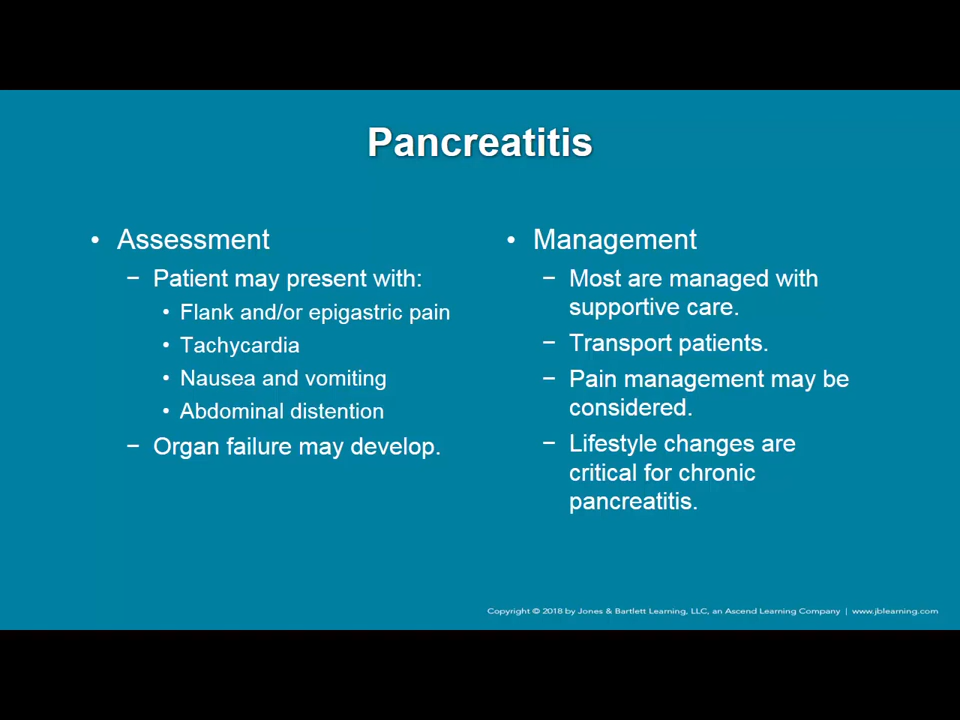 Pancreatitis
• Assessment
– Patient may present with:
• Flank and/or epigastric pain
• Tachycardia
• Nausea and vomiting
• Abdominal distention
– Organ failure may develop.
• Management
– Most are managed with
supportive care.
– Transport patients.
– Pain management may be
considered.
– Lifestyle changes are
critical for chronic
pancreatitis.
Copyright © 2018 by Jones & Bartlett Learning, LLC, an Ascend Learning Company | www.jblearning.com